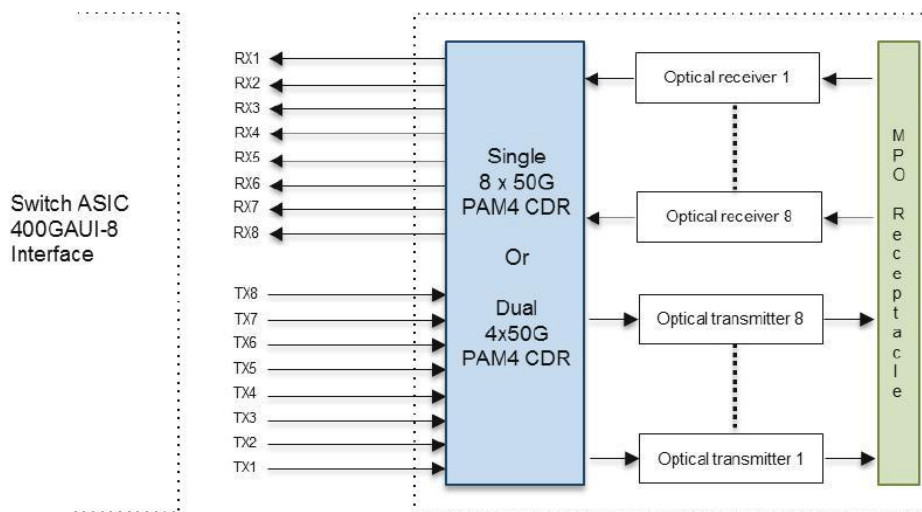 Switch ASIC
400GAUI-8
Interface
RX1
RX2
RX3
RX4
RX5
RX6
RX7
RX8
TX8
TX7
TX6
TX5
TX4
TX3
TX2
TX1
Single
8 x 50G
PAM4 CDR
Or
Dual
4x50G
PAM4 CDR
Optical receiver 1
Optical receiver 8
Optical transmitter 8
Optical transmitter 1
MPO Receptacle